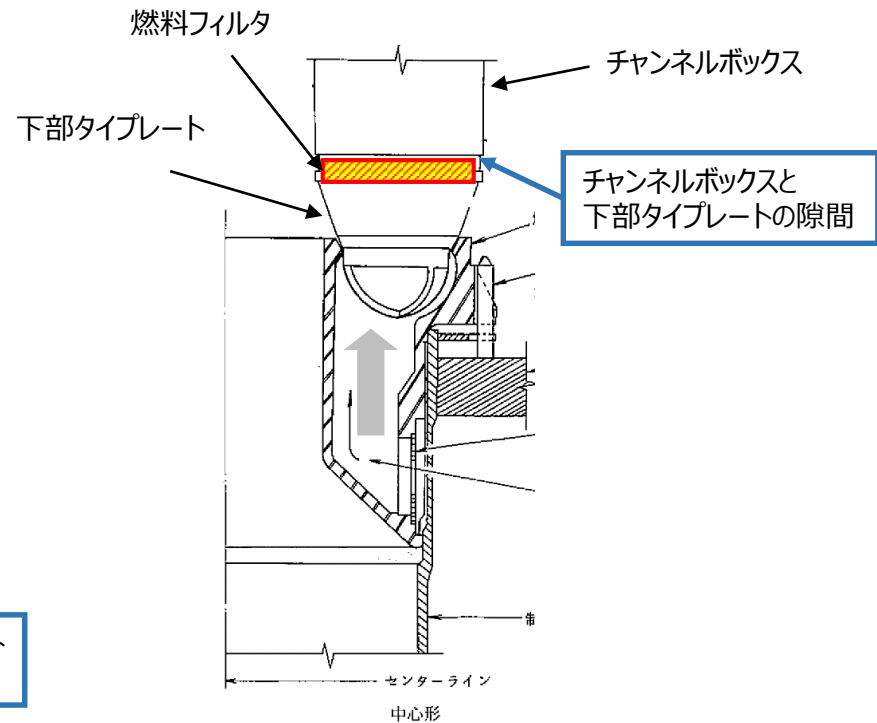 燃料フィルタ
チャンネルボックス
下部タイプレート
チャンネルボックスと
下部タイプレートの隙間
制
センターライン
中心形